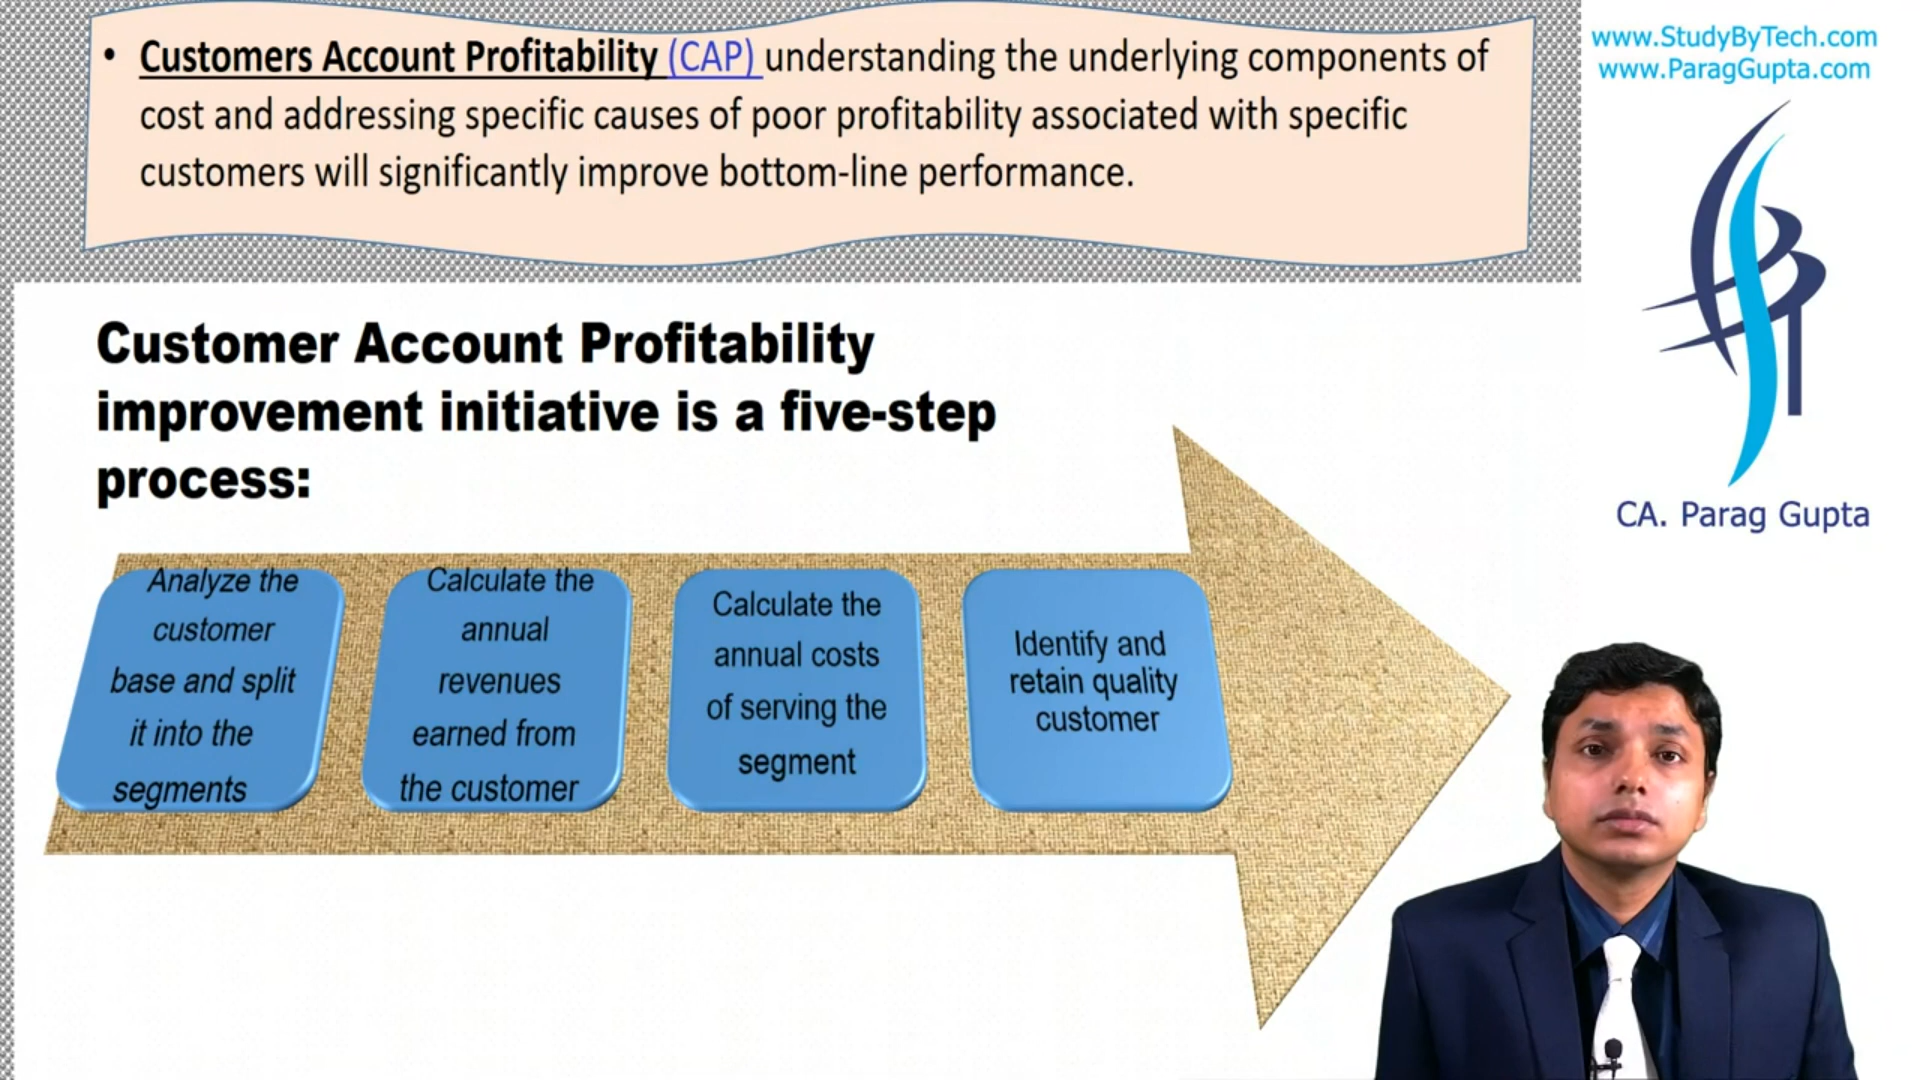 • Customers Account Profitability (CAP) understanding the underlying components of
cost and addressing specific causes of poor profitability associated with specific
customers will significantly improve bottom-line performance.
www.StudyByTech.com
www.ParagGupta.com
CA. Parag Gupta
Customer Account Profitability
improvement initiative is a five-step
process:
Analyze the
customer
base and split
it into the
segments
Calculate the
annual
revenues
earned from
the customer
Calculate the
annual costs
of serving the
segment
Identify and
retain quality
customer